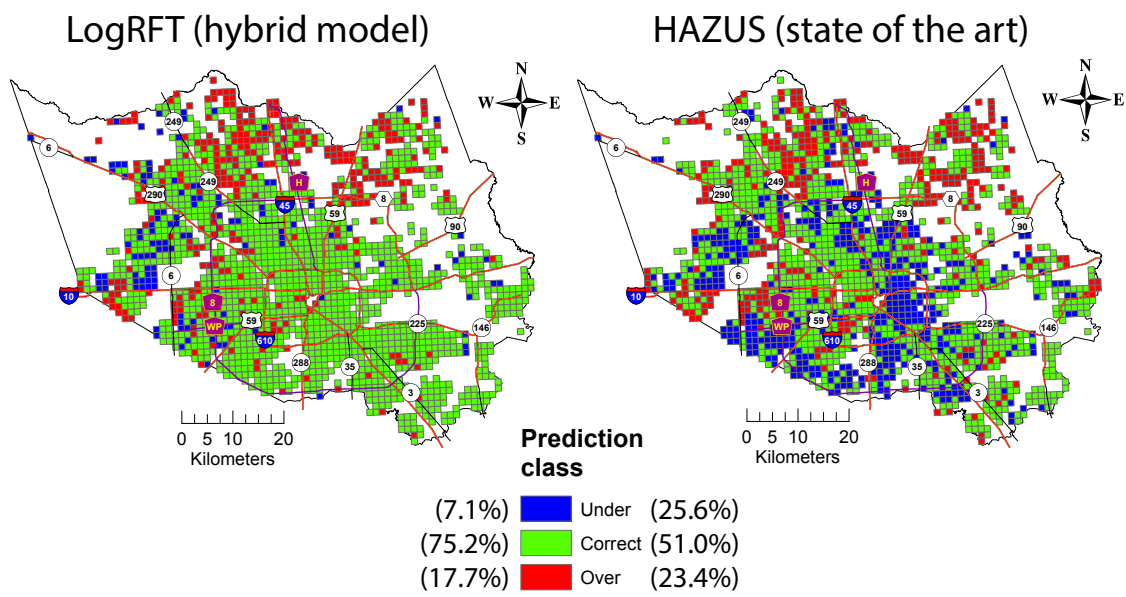 LogRFT (hybrid model)
HAZUS (state of the art)
N
W E
S
249
6
290
249
H
45
59
8
90
6
10
8
WP
59
610
225
146
288
35
3
0 5 10 20
Kilometers
N
W E
S
249
6
290
249
H
45
59
8
90
6
10
8
WP
59
610
225
146
288
35
3
0 5 10 20
Kilometers
Prediction
class
(7.1%) Under (25.6%)
(75.2%) Correct (51.0%)
(17.7%) Over (23.4%)